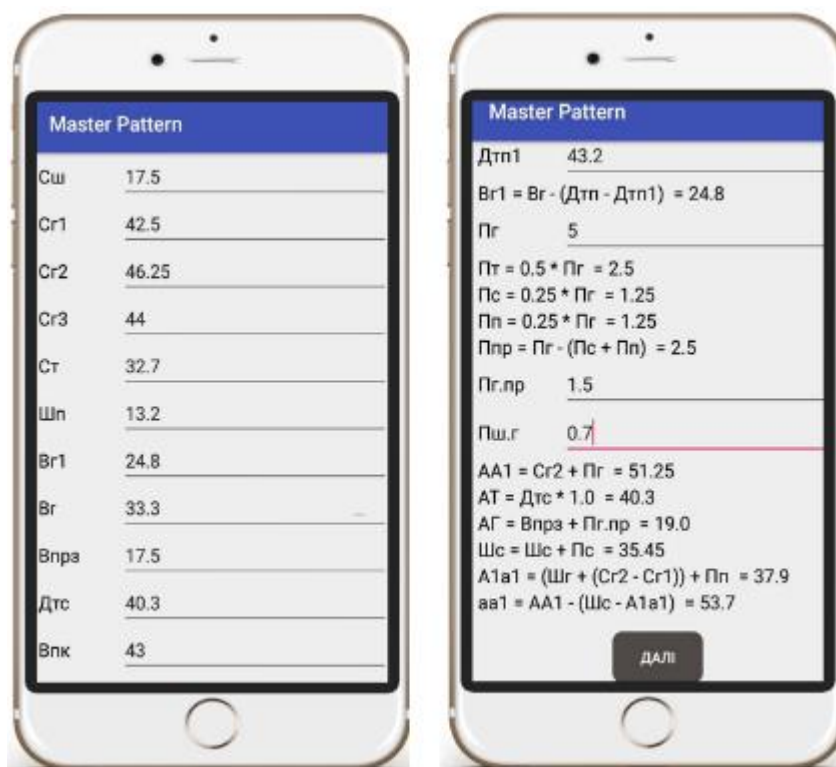 Master Pattern
Сш 17.5
Сг1 42.5
Сг2 46.25
Сг3 44
Ст 32.7
Шп 13.2
Вг1 24.8
Вг 33.3
Впрз 17.5
Дтс 40.3
Впк 43
Master Pattern
Дтп1 43.2
Вг1 = Вг - (Дтп - Дтп1) = 24.8
Пг 5
Пт = 0.5 * Пг = 2.5
Пс = 0.25 * Пг = 1.25
Пп = 0.25 * Пг = 1.25
Ппр = Пг - (Пс + Пп) = 2.5
Пг.пр 1.5
Пш.г 0.7
АА1 = Сг2 + Пг = 51.25
АТ = Дтс * 1.0 = 40.3
АГ = Впрз + Пг.пр = 19.0
Шс = Шс + Пс = 35.45
А1а1 = (Шг + (Сг2 - Сг1)) + Пп = 37.9
аа1 = АА1 - (Шс - А1а1) = 53.7
ДАЛІ